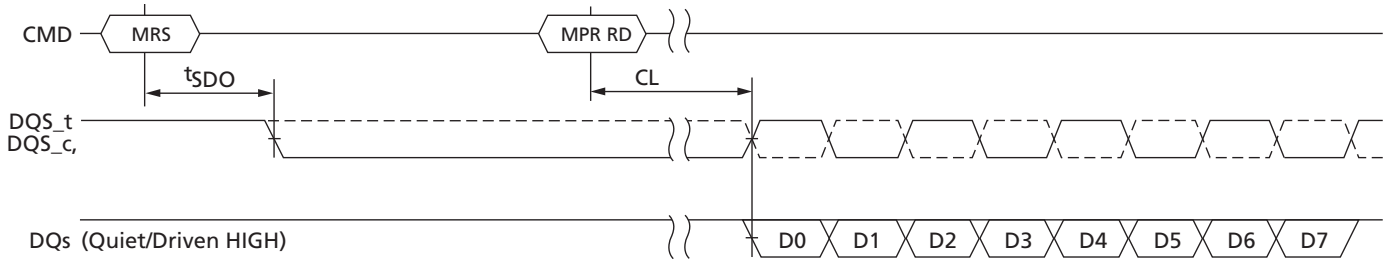 CMD MRS MPR RD
tSDO CL
DQS_t
DQS_c,
DQs (Quiet/Driven HIGH) D0 D1 D2 D3 D4 D5 D6 D7